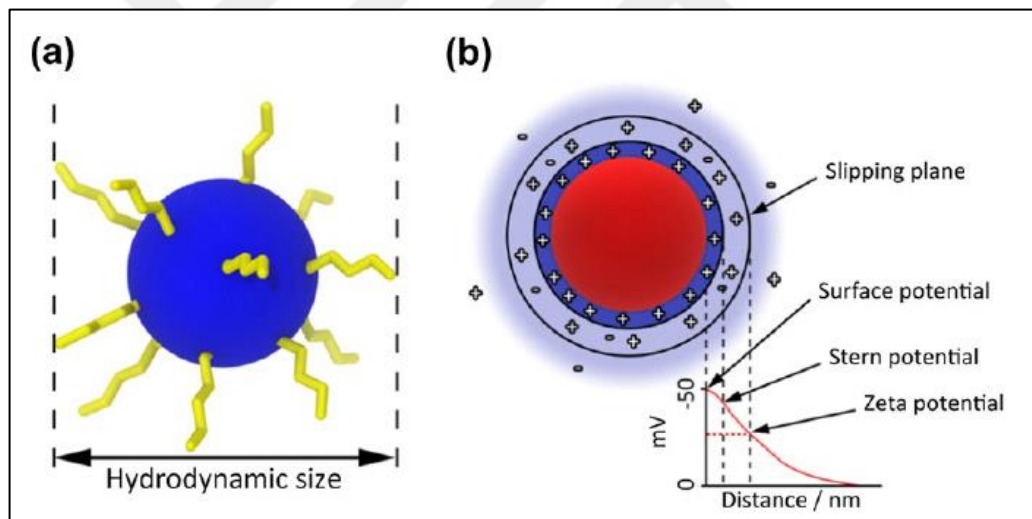 (a)
Hydrodynamic size
(b)
Slipping plane
Surface potential
Stern potential
Zeta potential
-50
mV
0
Distance / nm